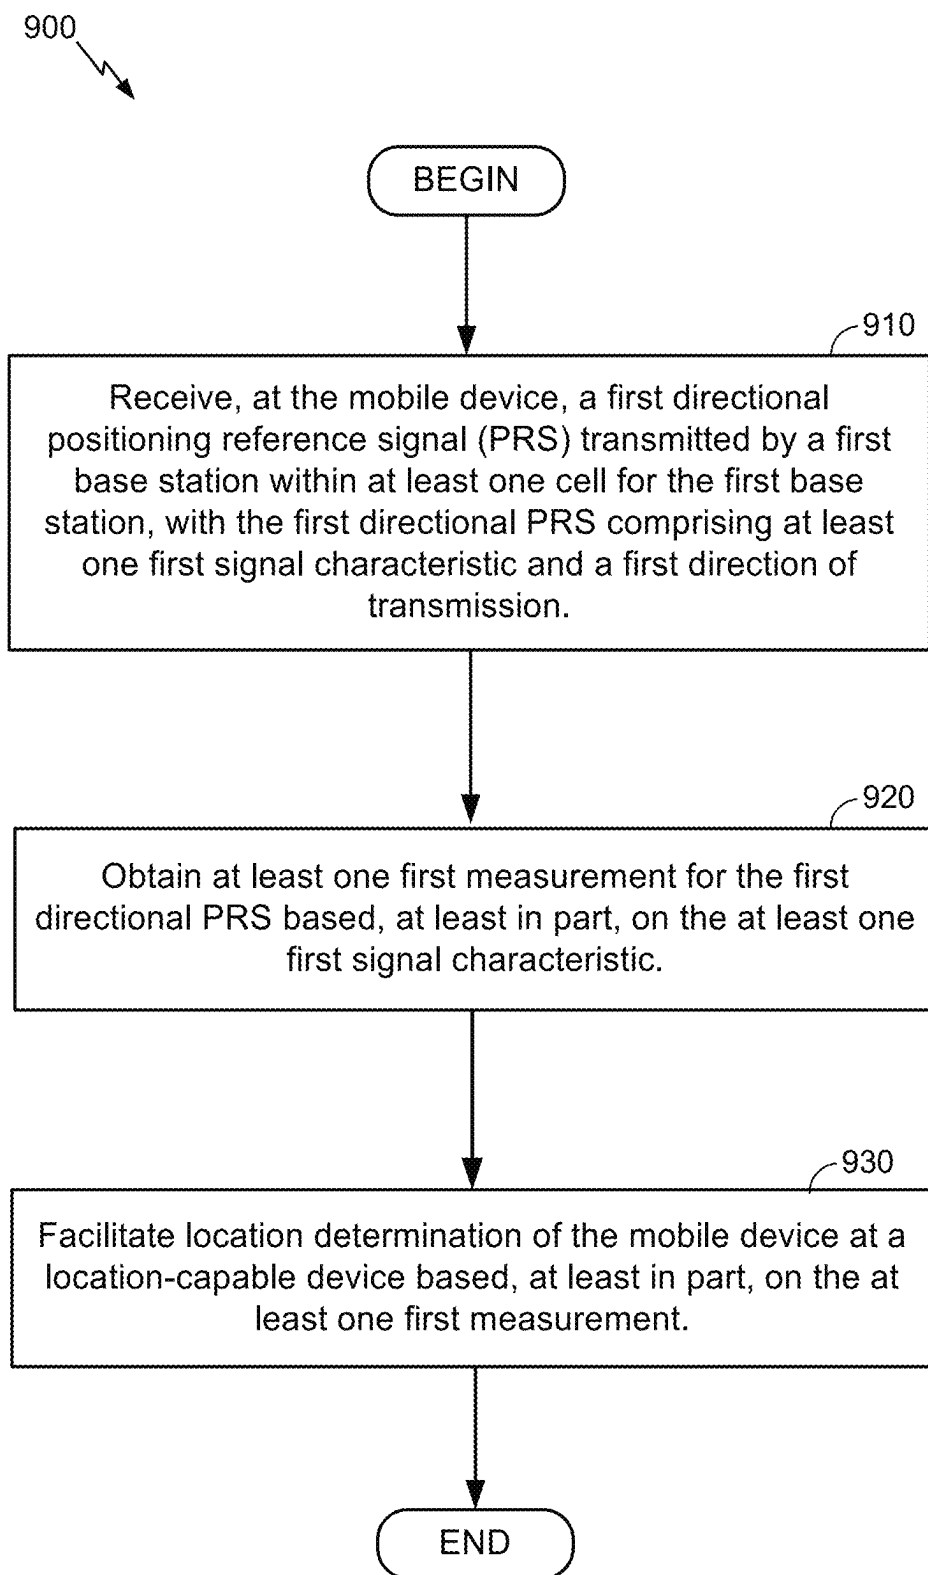 900
BEGIN
910
Receive, at the mobile device, a first directional
positioning reference signal (PRS) transmitted by a first
base station within at least one cell for the first base
station, with the first directional PRS comprising at least
one first signal characteristic and a first direction of
transmission.
920
Obtain at least one first measurement for the first
directional PRS based, at least in part, on the at least one
first signal characteristic.
930
Facilitate location determination of the mobile device at a
location-capable device based, at least in part, on the at
least one first measurement.
END